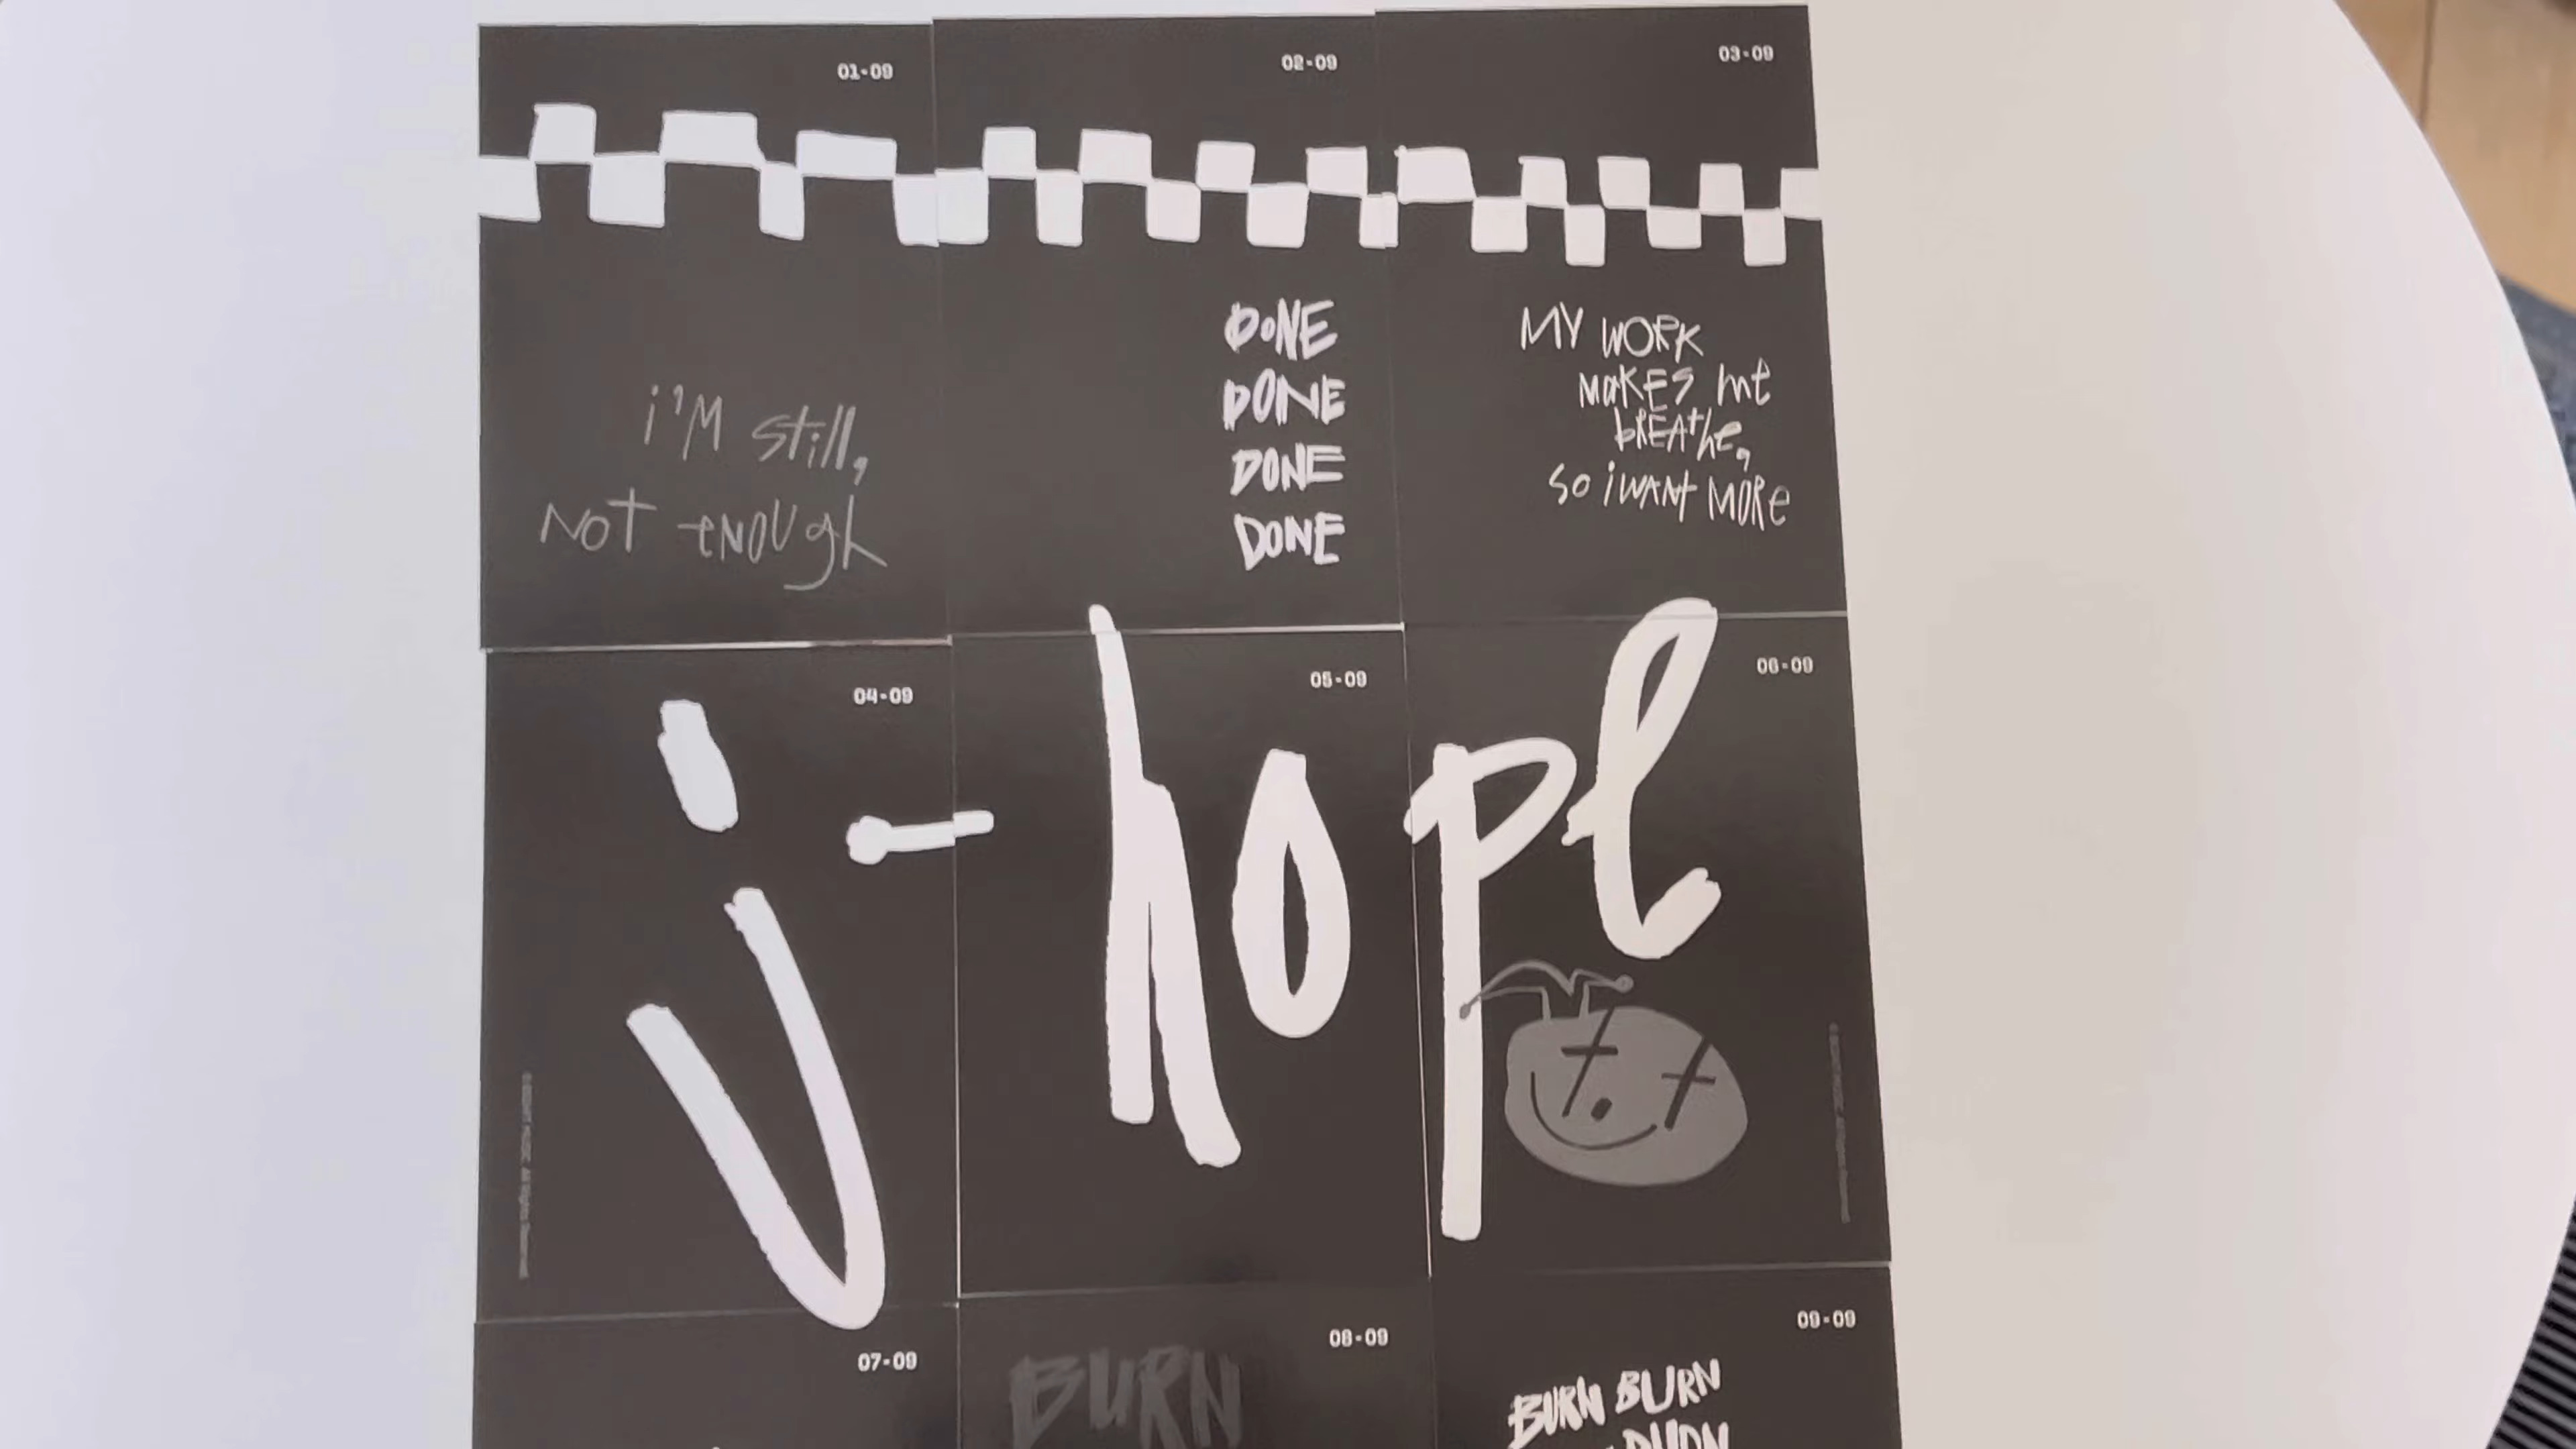 01-09
02-09
03-09
i'M still,
NOT eNOUgh
DONE
DONE
DONE
DONE
MY WORK
MaKES me
bREAthe,
SO i WANt MORe
04-09
05-09
06-09
j-hope
07-09
08-09
09-09
BURN
BURN BURN